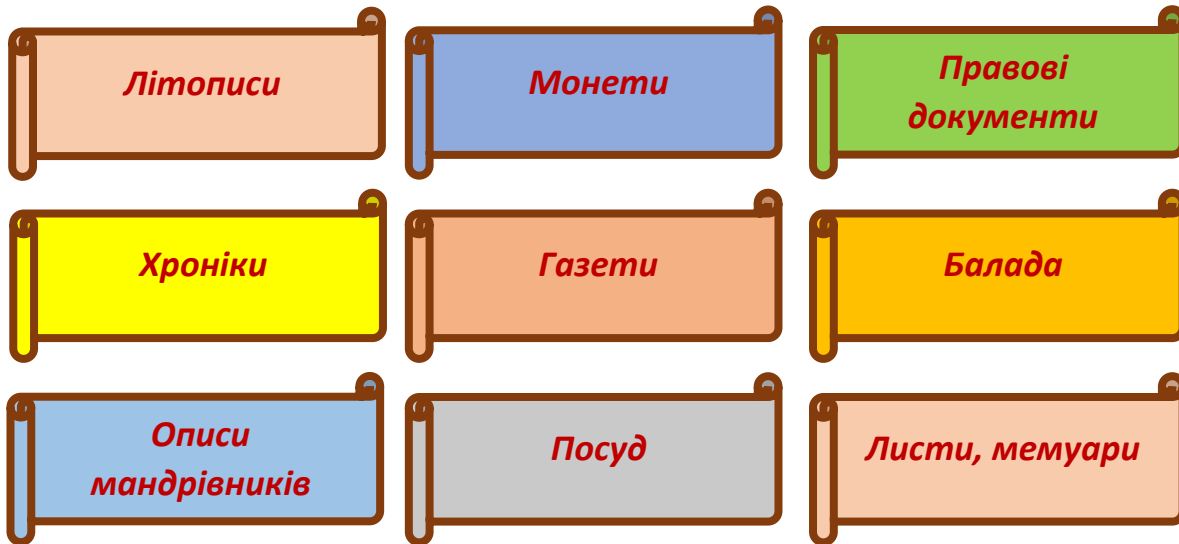 Літописи
Монети
Правові
документи
Хроніки
Газети
Балада
Описи
мандрівників
Посуд
Листи, мемуари